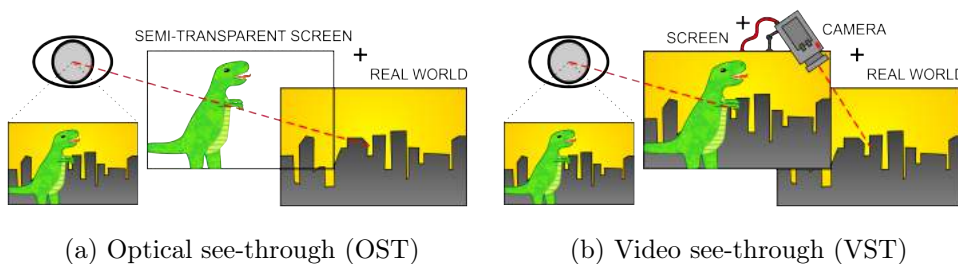 SEMI-TRANSPARENT SCREEN
+
REAL WORLD
SCREEN
+
CAMERA
+
REAL WORLD
(a) Optical see-through (OST)
(b) Video see-through (VST)